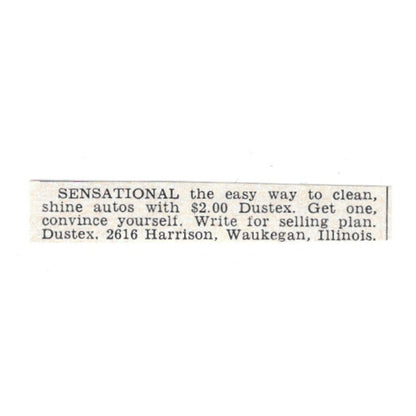 SENSATIONAL the easy way to clean,
shine autos with $2.00 Dustex. Get one,
convince yourself. Write for selling plan.
Dustex. 2616 Harrison, Waukegan, Illinois.